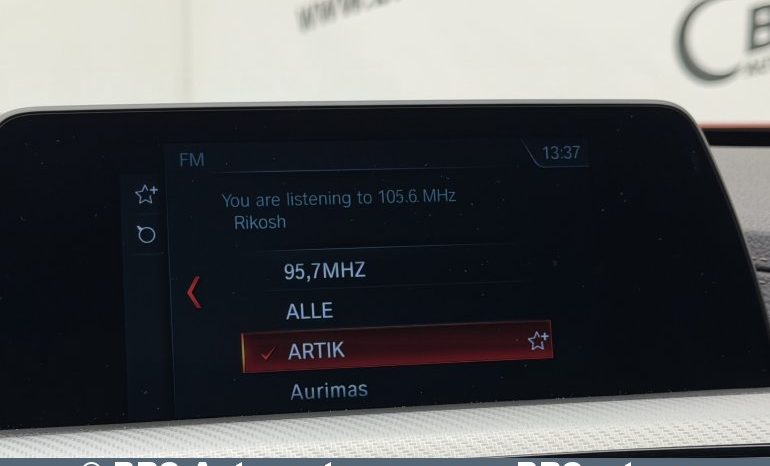 FM
13:37
You are listening to 105.6 MHz
Rikosh
95,7MHZ
ALLE
ARTIK
Aurimas